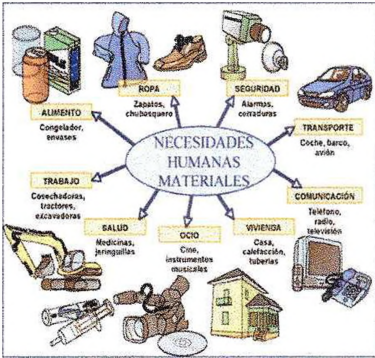 ROPA
Zapatos,
chubasquero
SEGURIDAD
Alarmas,
cerraduras
ALIMENTO
Congelador,
envases
TRANSPORTE
Coche, barco,
avión
NECESIDADES
HUMANAS
MATERIALES
TRABAJO
Cosechadoras,
tractores,
excavadoras
COMUNICACIÓN
Teléfono,
radio,
televisión
SALUD
Medicinas,
jeringuillas
OCIO
Cine,
instrumentos
musicales
VIVIENDA
Casa,
calefacción,
tuberías